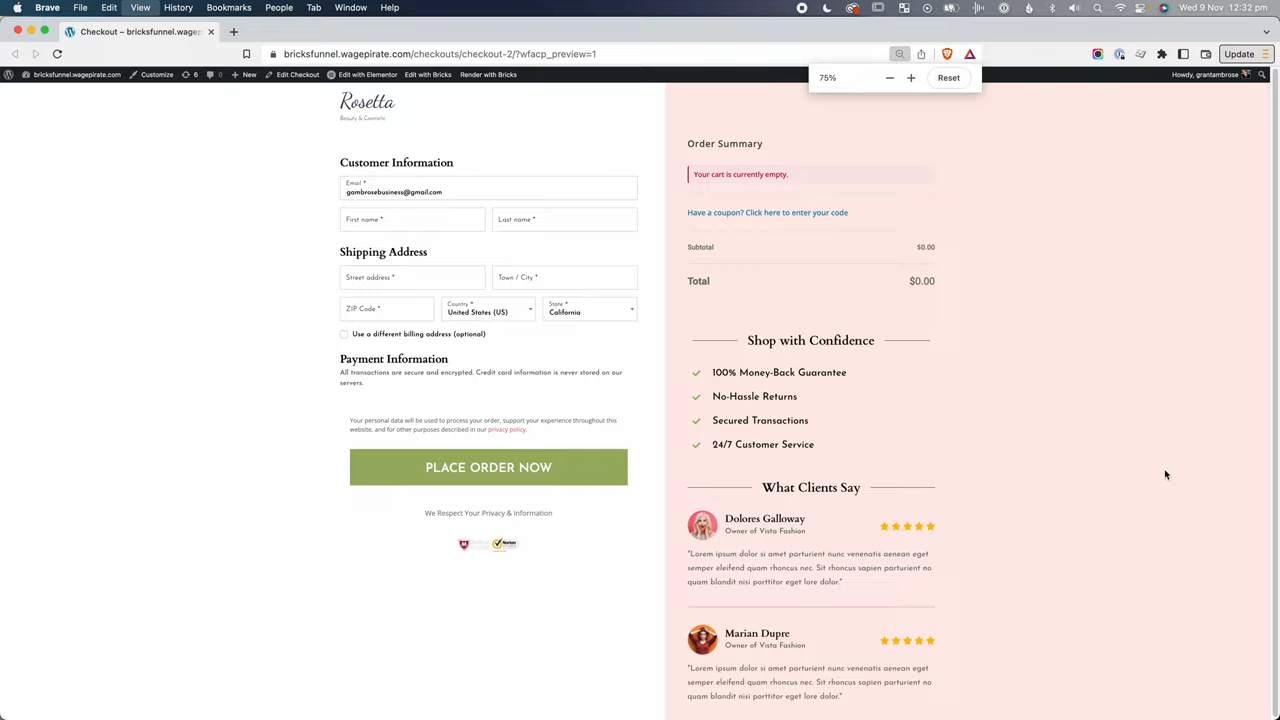 Brave File Edit View History
Mon Jan 16 12:32:19
Checkout – bricksfunnel.wagep
bricksfunnel.wagepirate.com/checkouts/checkout-2/?wfacp_preview=1
Update
bricksfunnel.wagepirate.com Customize 6 0 New Edit Checkout Edit with Elementor Edit with Bricks Render with Bricks
Howdy, grantambrose
75% Reset
Rosetta
Beauty & Cosmetic
Customer Information
Email *
gambrosebusiness@gmail.com
First name * Last name *
Shipping Address
Street address * Town / City *
ZIP Code *
Country *
United States (US)
State *
California
Use a different billing address (optional)
Payment Information
All transactions are secure and encrypted. Credit card information is never stored on our
servers.
Your personal data will be used to process your order, support your experience throughout this
website, and for other purposes described in our privacy policy.
PLACE ORDER NOW
We Respect Your Privacy & Information
Norton
Order Summary
Your cart is currently empty.
Have a coupon? Click here to enter your code
Subtotal $0.00
Total $0.00
Shop with Confidence
100% Money-Back Guarantee
No-Hassle Returns
Secured Transactions
24/7 Customer Service
What Clients Say
Dolores Galloway
Owner of Vista Fashion
"Lorem ipsum dolor si amet parturient nunc venenatis aenean eget
semper eleifend quam rhoncus nec. Sit rhoncus sapien parturient no
quam blandit nisi porttitor eget lore dolor."
Marian Dupre
Owner of Vista Fashion
"Lorem ipsum dolor si amet parturient nunc venenatis aenean eget
semper eleifend quam rhoncus nec. Sit rhoncus sapien parturient no
quam blandit nisi porttitor eget lore dolor."